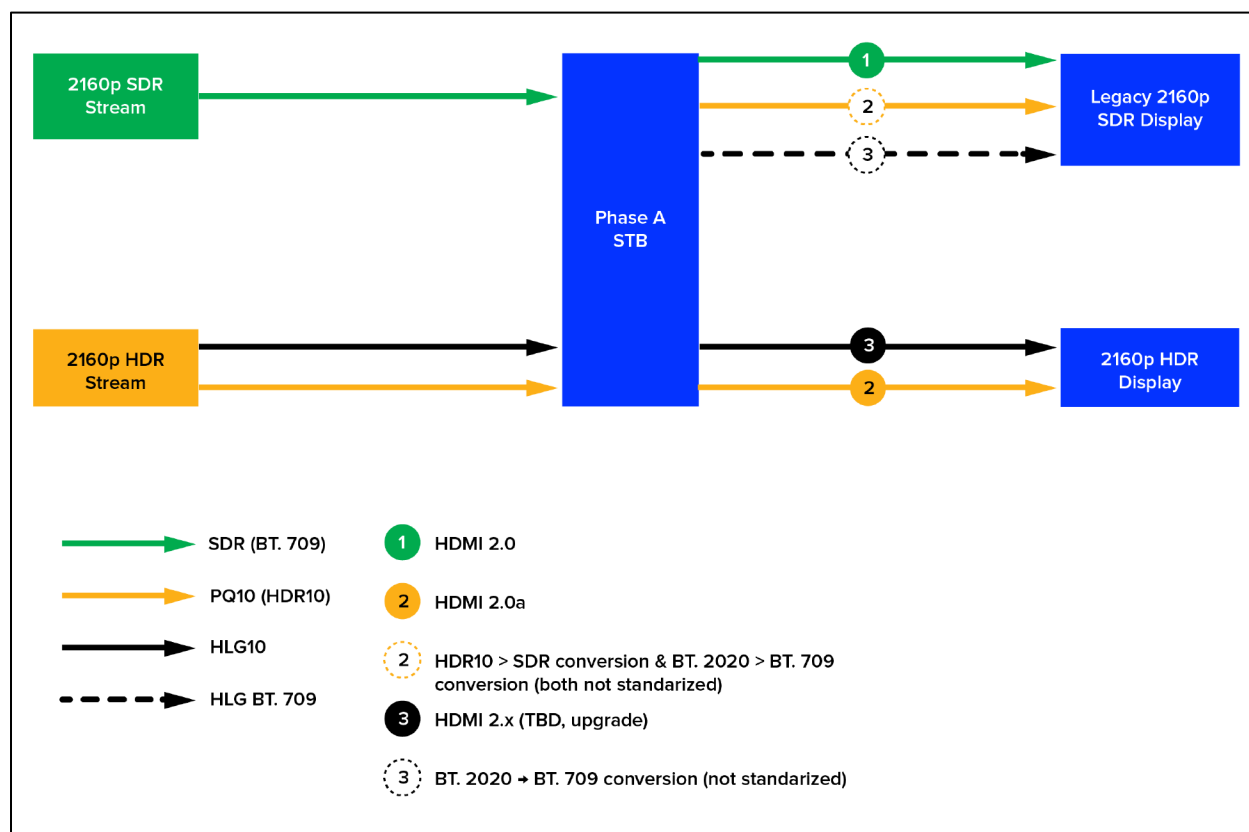 2160p SDR
Stream
1
2
3
Legacy 2160p
SDR Display
Phase A
STB
2160p HDR
Stream
3
2
2160p HDR
Display
SDR (BT. 709)
PQ10 (HDR10)
HLG10
HLG BT. 709
1 HDMI 2.0
2 HDMI 2.0a
2 HDR10 > SDR conversion & BT. 2020 > BT. 709
conversion (both not standarized)
3 HDMI 2.x (TBD, upgrade)
3 BT. 2020 → BT. 709 conversion (not standarized)